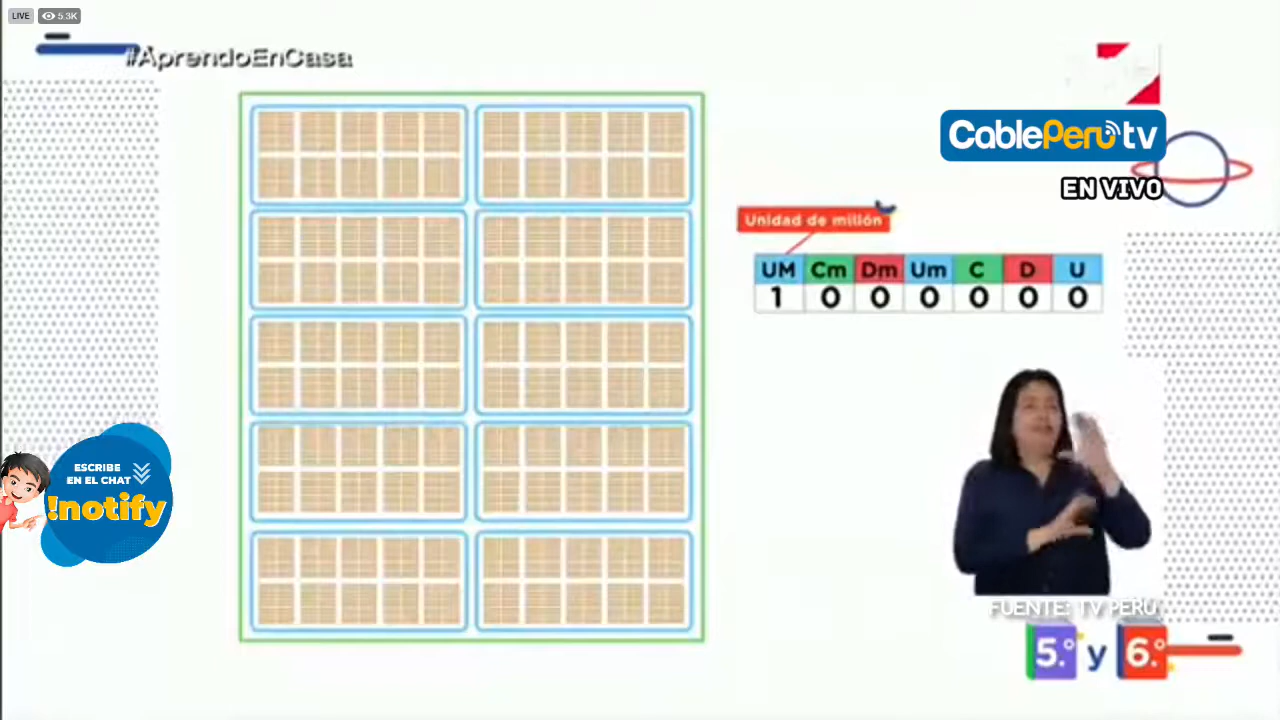 LIVE 5.3K
#AprendoEnCasa
CablePerú tv
EN VIVO
Unidad de millón
UM Cm Dm Um C D U
1 0 0 0 0 0 0
ESCRIBE
EN EL CHAT
!notify
FUENTE: TV PERÚ
5.° y 6.°